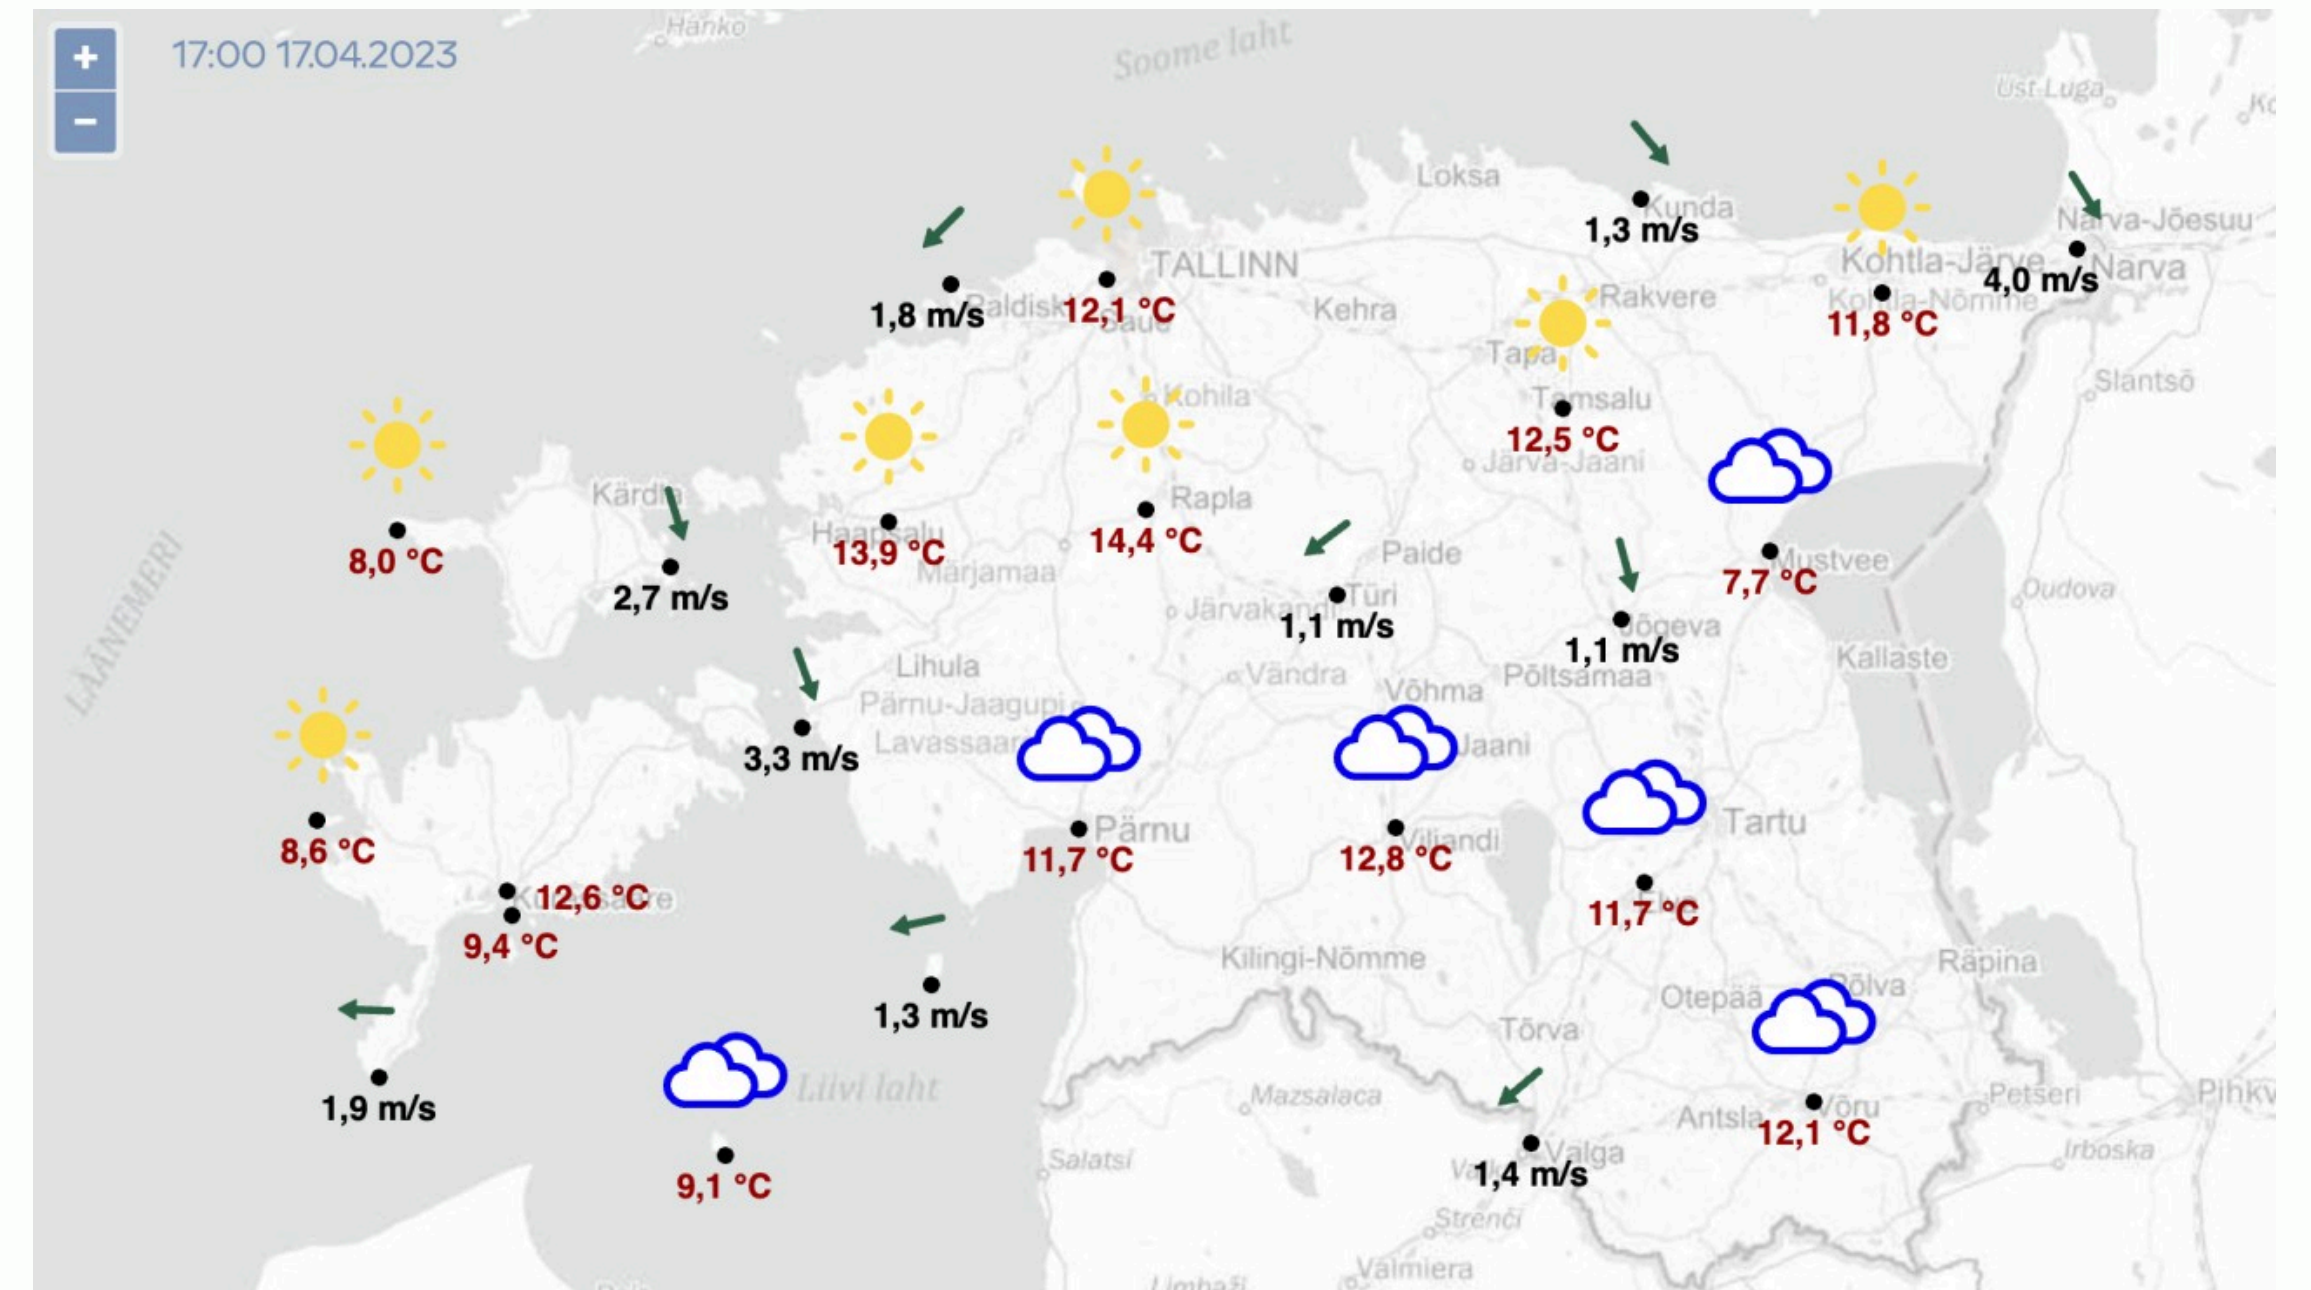 Hanko
+
17:00 17.04.2023
Soome laht
−
Ust-Luga
Loksa
Kunda
1,3 m/s
Narva-Jõesuu
TALLINN
Kohtla-Järve
4,0 m/s
Narva
Rakvere
Kohtla-Nõmme
1,8 m/s
Paldiski
12,1 °C
Saue
Kehra
11,8 °C
Tapa
Slantsõ
Kohila
Tamsalu
12,5 °C
Järva-Jaani
Kärdla
Rapla
Haapsalu
8,0 °C
13,9 °C
14,4 °C
Paide
Mustvee
LÄÄNEMERI
Märjamaa
7,7 °C
Oudova
2,7 m/s
Järvakandi
Türi
1,1 m/s
Jõgeva
1,1 m/s
Lihula
Vändra
Põltsamaa
Kallaste
Pärnu-Jaagupi
Võhma
3,3 m/s
Lavassaare
Jaani
Pärnu
Viljandi
Tartu
8,6 °C
11,7 °C
12,8 °C
Kuressaare
12,6 °C
Elva
11,7 °C
9,4 °C
Kilingi-Nõmme
Räpina
Otepää
Põlva
1,3 m/s
Tõrva
Liivi laht
Mazsalaca
Petseri
Pihkv
1,9 m/s
Antsla
Võru
12,1 °C
Salatsi
Valga
Irboska
1,4 m/s
9,1 °C
Strenči
Valmiera
Limbaži